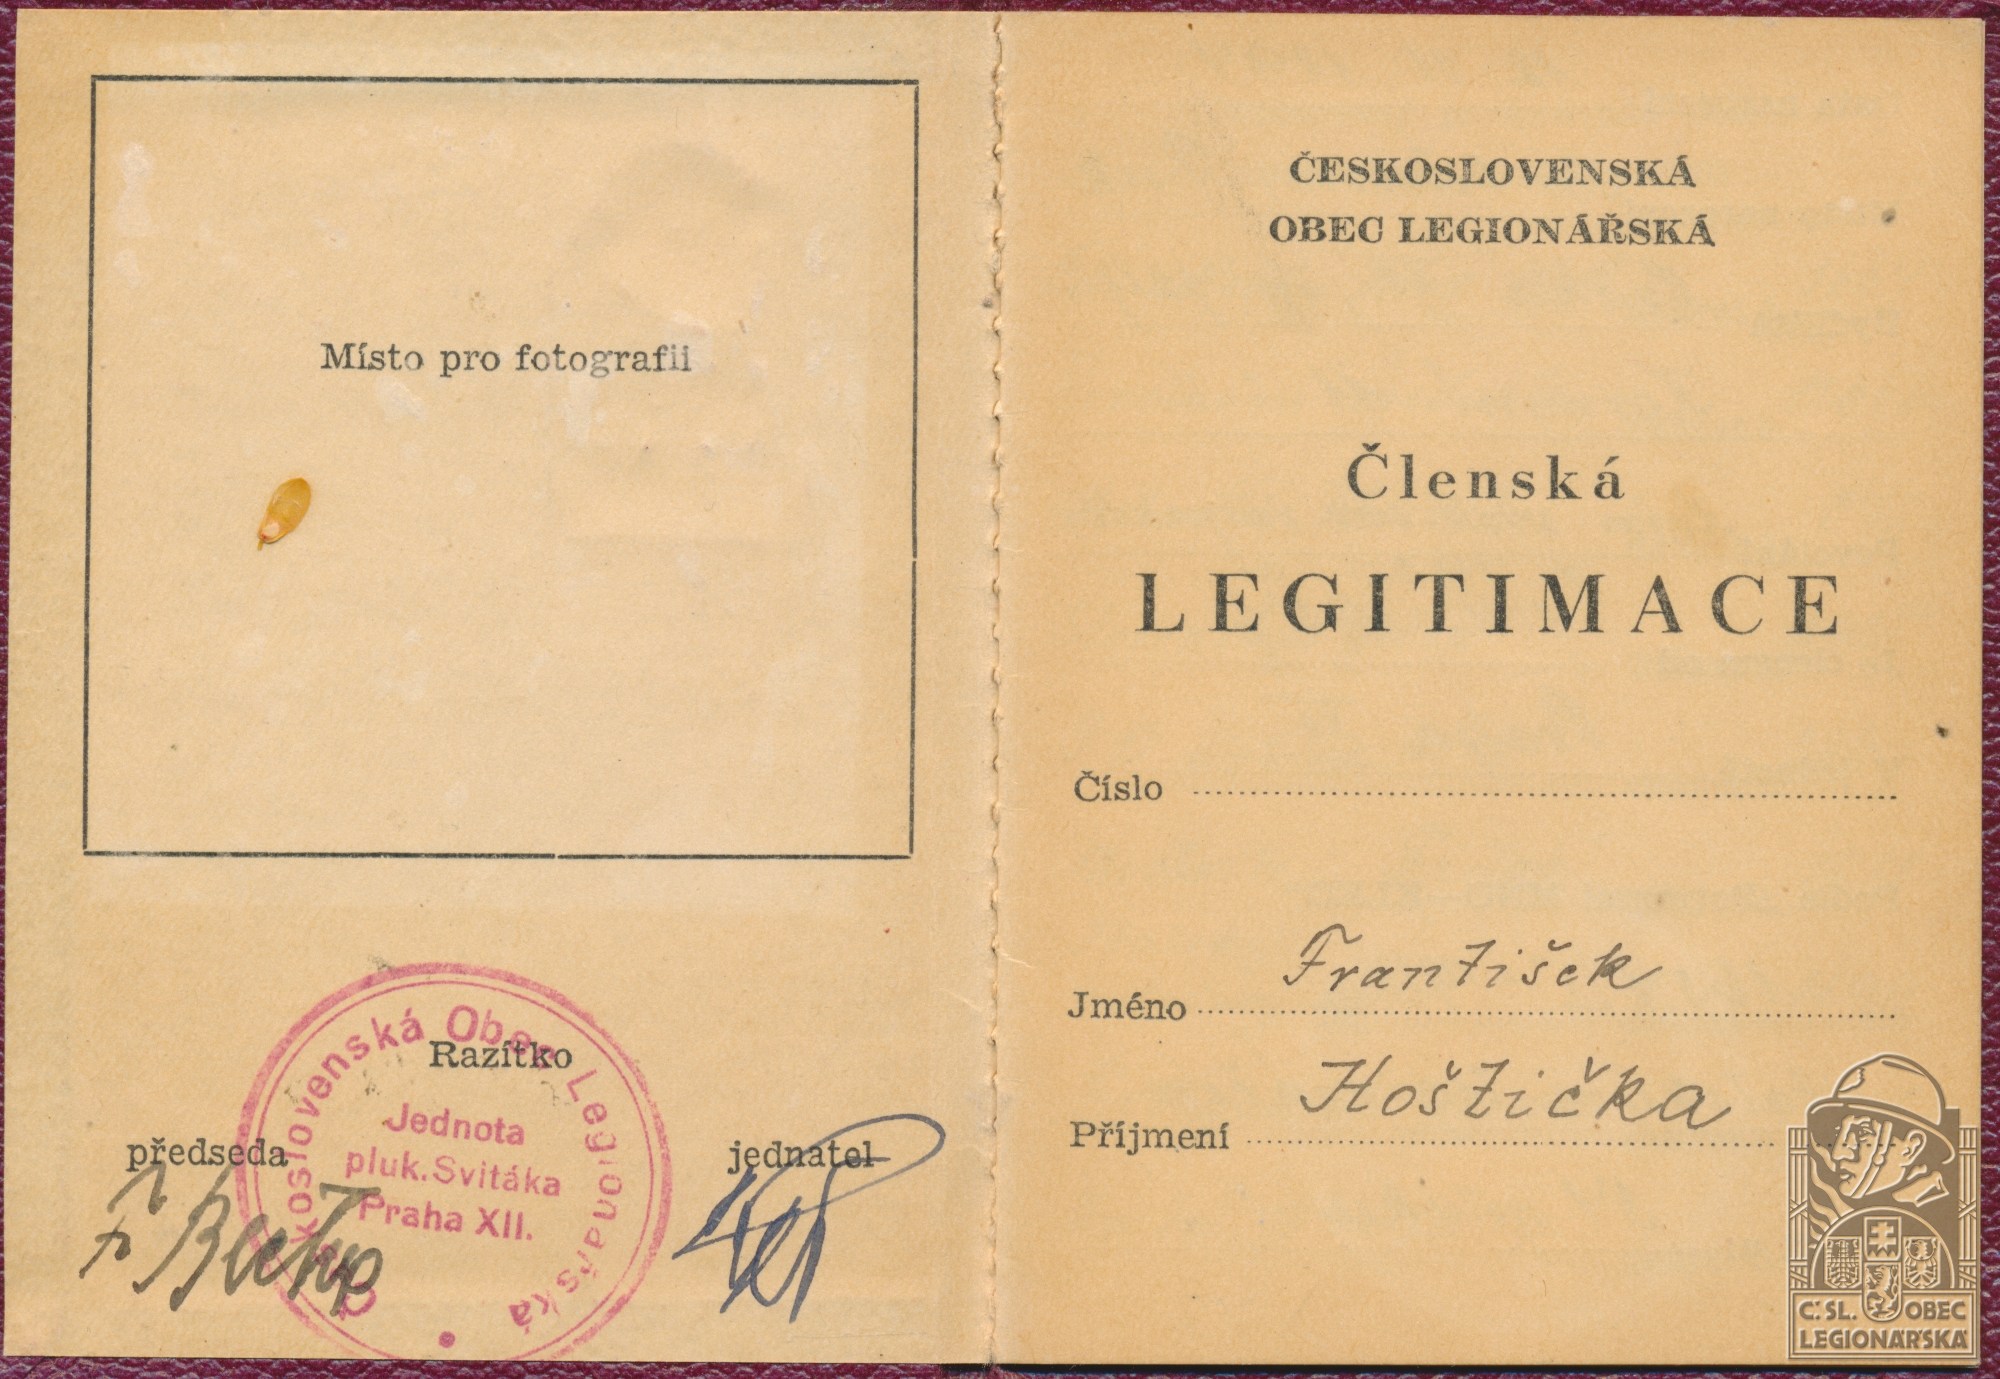 Místo pro fotografii
Československá Obec Legionářská
Razítko
Jednota
pluk. Svitáka
Praha XII.
předseda
jednatel
ČESKOSLOVENSKÁ
OBEC LEGIONÁŘSKÁ
Členská
LEGITIMACE
Číslo
Jméno František
Příjmení Hoštička
Č. SL. OBEC
LEGIONÁŘSKÁ